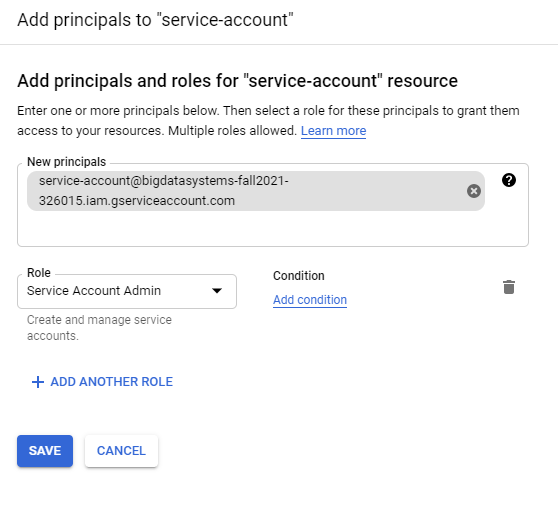 Add principals to "service-account"
Add principals and roles for "service-account" resource
Enter one or more principals below. Then select a role for these principals to grant them
access to your resources. Multiple roles allowed. Learn more
New principals
service-account@bigdatasystems-fall2021-
326015.iam.gserviceaccount.com
Role
Service Account Admin
Condition
Add condition
Create and manage service
accounts.
ADD ANOTHER ROLE
SAVE
CANCEL